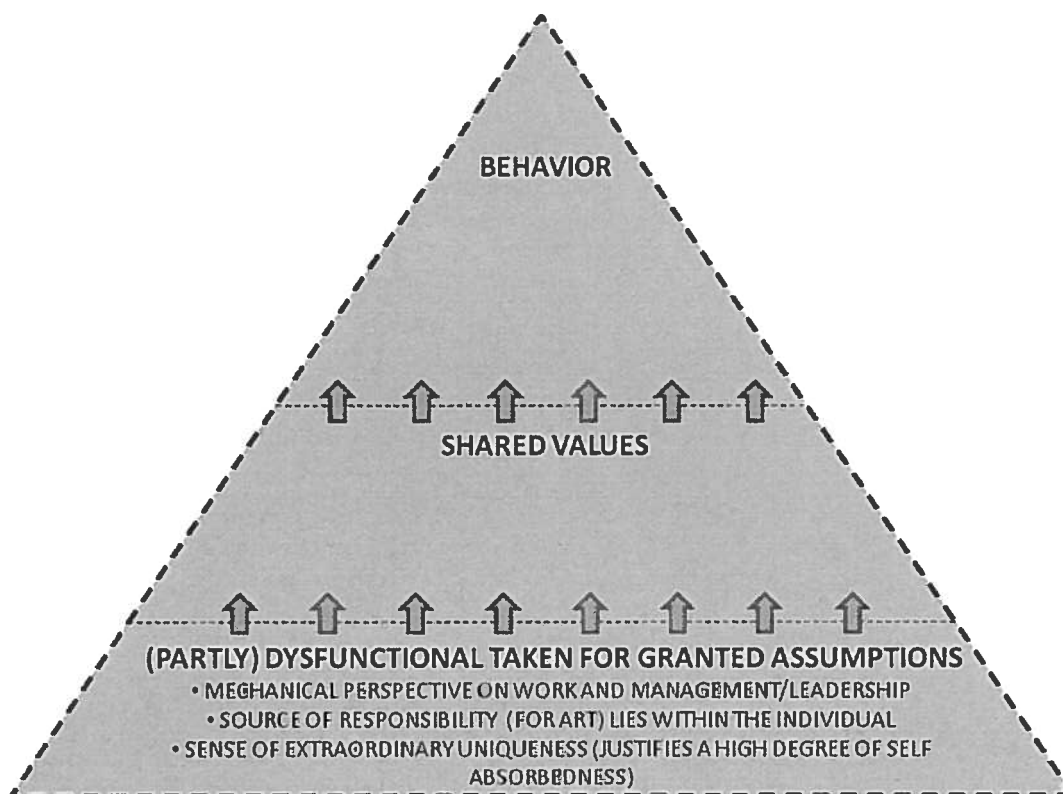 BEHAVIOR
SHARED VALUES
(PARTLY) DYSFUNCTIONAL TAKEN FOR GRANTED ASSUMPTIONS
• MECHANICAL PERSPECTIVE ON WORK AND MANAGEMENT/LEADERSHIP
• SOURCE OF RESPONSIBILITY (FOR ART) LIES WITHIN THE INDIVIDUAL
• SENSE OF EXTRAORDINARY UNIQUENESS (JUSTIFIES A HIGH DEGREE OF SELF
ABSORBEDNESS)